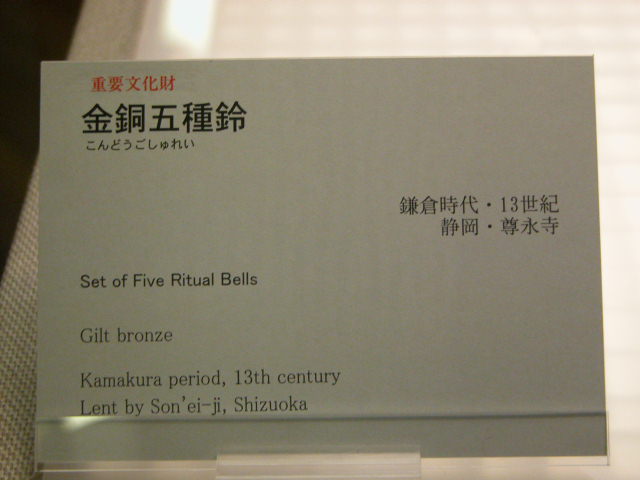 重要文化財
金銅五種鈴
こんどうごしゅれい
鎌倉時代・13世紀
静岡・尊永寺
Set of Five Ritual Bells
Gilt bronze
Kamakura period, 13th century
Lent by Son'ei-ji, Shizuoka